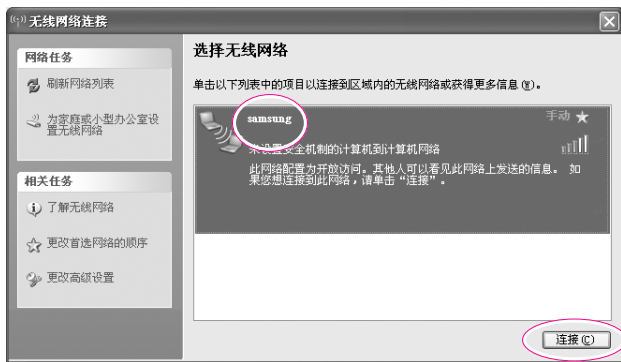 无线网络连接
网络任务
刷新网络列表
为家庭或小型办公室设
置无线网络
相关任务
了解无线网络
更改首选网络的顺序
更改高级设置
选择无线网络
单击以下列表中的项目以连接到区域内的无线网络或获得更多信息(W)。
samsung
手动
未设置安全机制的计算机到计算机网络
此网络配置为开放访问。其他人可以看见此网络上发送的信息。 如
果您想连接到此网络，请单击“连接”。
连接(C)